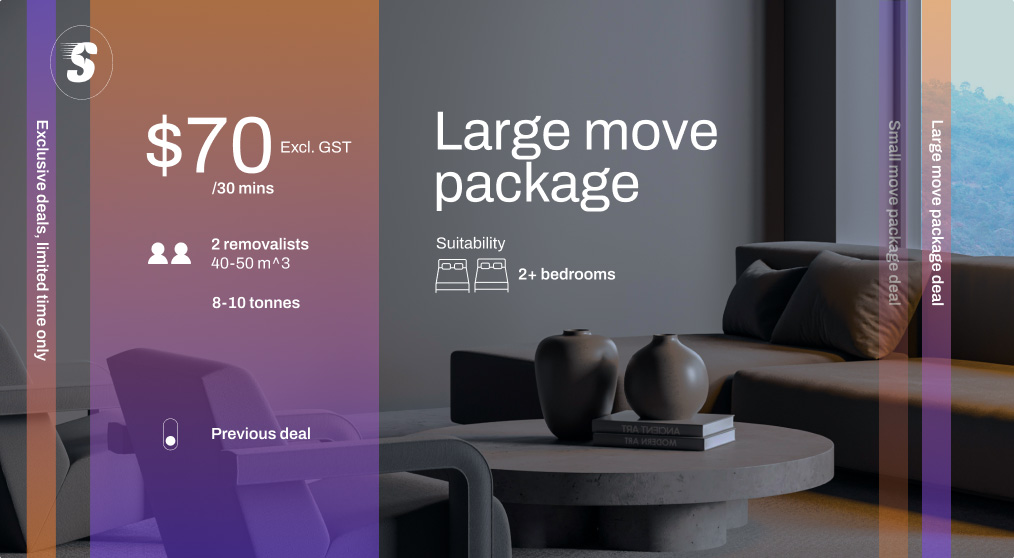 Exclusive deals, limited time only
S
$70 Excl. GST
/30 mins
2 removalists
40-50 m^3
8-10 tonnes
Previous deal
Large move
package
Suitability
2+ bedrooms
ANCIENT ART
MODERN ART
Small move package deal
Large move package deal